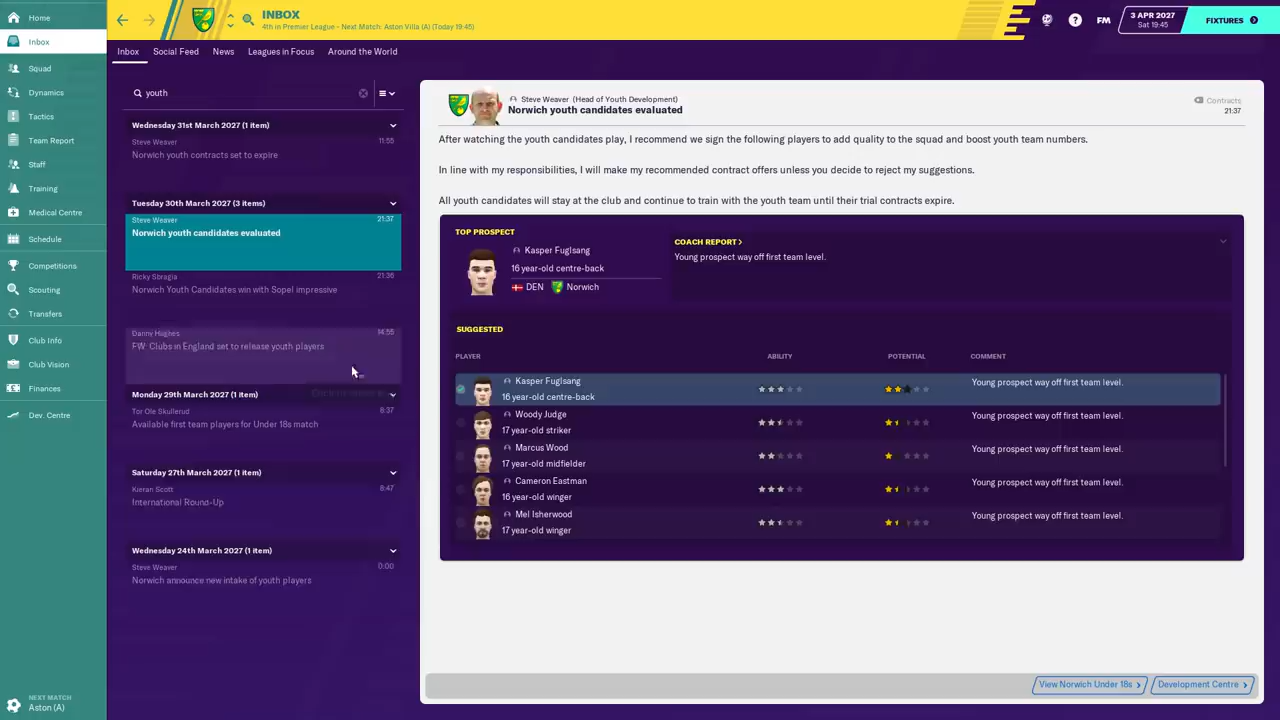 Home
Inbox
Squad
Dynamics
Tactics
Team Report
Staff
Training
Medical Centre
Schedule
Competitions
Scouting
Transfers
Club Info
Club Vision
Finances
Dev. Centre
NEXT MATCH
Aston (A)
INBOX
4th in Premier League - Next Match: Aston Villa (A) (Today 19:45)
FM
3 APR 2027
Sat 19:45
FIXTURES
Inbox
Social Feed
News
Leagues in Focus
Around the World
youth
Wednesday 31st March 2027 (1 item)
Steve Weaver
11:55
Norwich youth contracts set to expire
Tuesday 30th March 2027 (3 items)
Steve Weaver
21:37
Norwich youth candidates evaluated
Ricky Sbragia
21:36
Norwich Youth Candidates win with Sopel impressive
Danny Hughes
14:55
FW: Clubs in England set to release youth players
Monday 29th March 2027 (1 item)
Tor Ole Skullerud
8:37
Available first team players for Under 18s match
Saturday 27th March 2027 (1 item)
Kieran Scott
8:47
International Round-Up
Wednesday 24th March 2027 (1 item)
Steve Weaver
0:00
Norwich announce new intake of youth players
Steve Weaver (Head of Youth Development)
Norwich youth candidates evaluated
Contracts
21:37
After watching the youth candidates play, I recommend we sign the following players to add quality to the squad and boost youth team numbers.
In line with my responsibilities, I will make my recommended contract offers unless you decide to reject my suggestions.
All youth candidates will stay at the club and continue to train with the youth team until their trial contracts expire.
TOP PROSPECT
Kasper Fuglsang
16 year-old centre-back
DEN
Norwich
COACH REPORT >
Young prospect way off first team level.
SUGGESTED
PLAYER ABILITY POTENTIAL COMMENT
Kasper Fuglsang
16 year-old centre-back
Young prospect way off first team level.
Woody Judge
17 year-old striker
Young prospect way off first team level.
Marcus Wood
17 year-old midfielder
Young prospect way off first team level.
Cameron Eastman
16 year-old winger
Young prospect way off first team level.
Mel Isherwood
17 year-old winger
Young prospect way off first team level.
View Norwich Under 18s >
Development Centre >